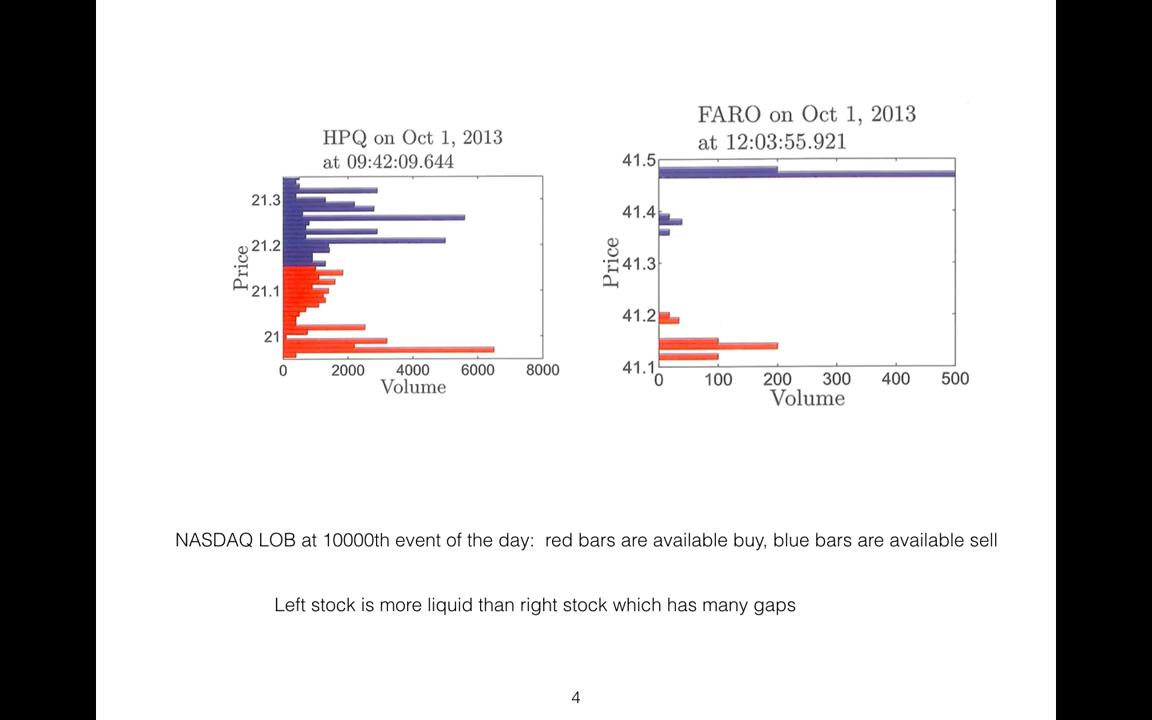 HPQ on Oct 1, 2013
at 09:42:09.644
21.3
21.2
21.1
21
Price
0 2000 4000 6000 8000
Volume
FARO on Oct 1, 2013
at 12:03:55.921
41.5
41.4
41.3
41.2
41.1
Price
0 100 200 300 400 500
Volume
NASDAQ LOB at 10000th event of the day:  red bars are available buy, blue bars are available sell
Left stock is more liquid than right stock which has many gaps
4